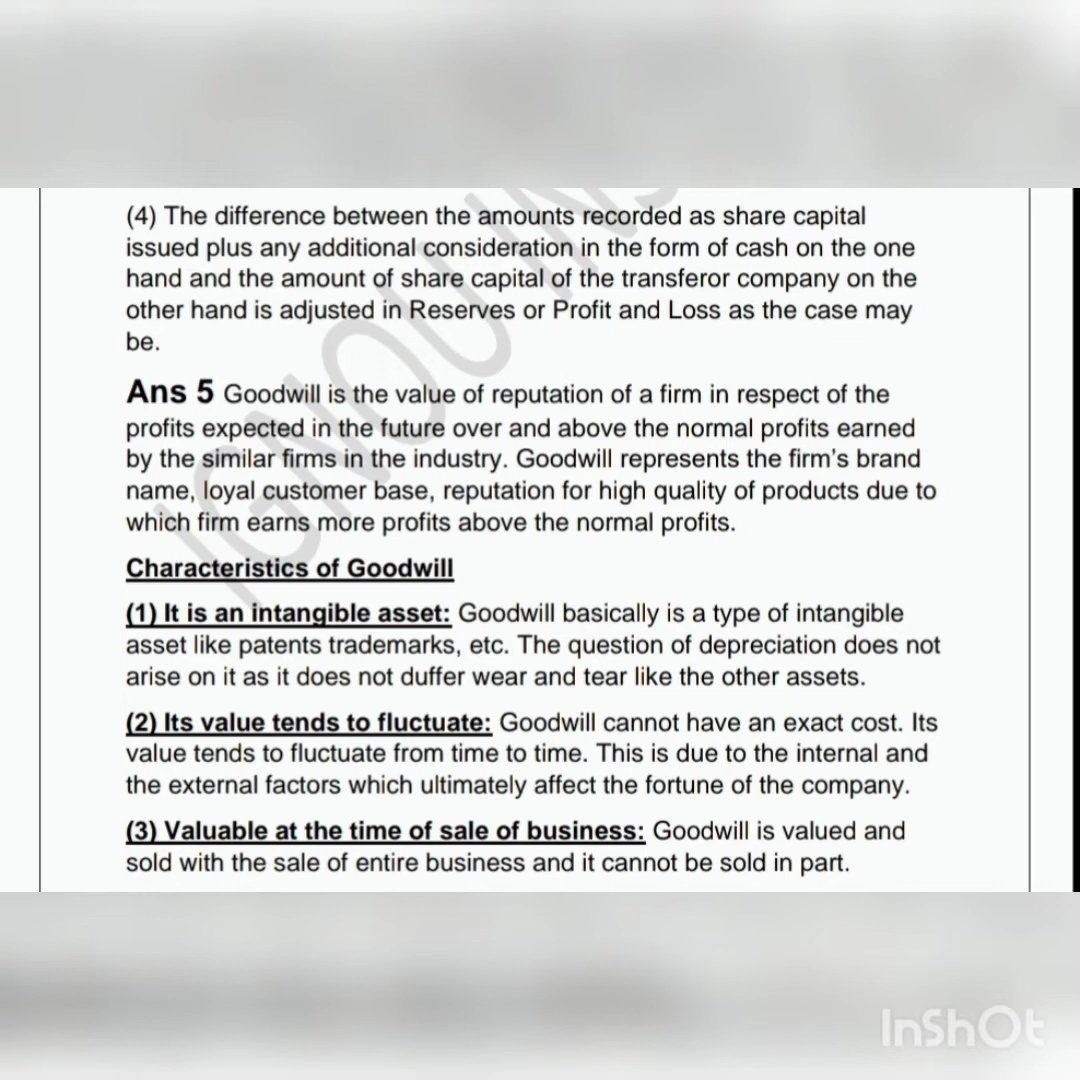 (4) The difference between the amounts recorded as share capital
issued plus any additional consideration in the form of cash on the one
hand and the amount of share capital of the transferor company on the
other hand is adjusted in Reserves or Profit and Loss as the case may
be.
Ans 5 Goodwill is the value of reputation of a firm in respect of the
profits expected in the future over and above the normal profits earned
by the similar firms in the industry. Goodwill represents the firm's brand
name, loyal customer base, reputation for high quality of products due to
which firm earns more profits above the normal profits.
Characteristics of Goodwill
(1) It is an intangible asset: Goodwill basically is a type of intangible
asset like patents trademarks, etc. The question of depreciation does not
arise on it as it does not duffer wear and tear like the other assets.
(2) Its value tends to fluctuate: Goodwill cannot have an exact cost. Its
value tends to fluctuate from time to time. This is due to the internal and
the external factors which ultimately affect the fortune of the company.
(3) Valuable at the time of sale of business: Goodwill is valued and
sold with the sale of entire business and it cannot be sold in part.
IGNOU
InShOt